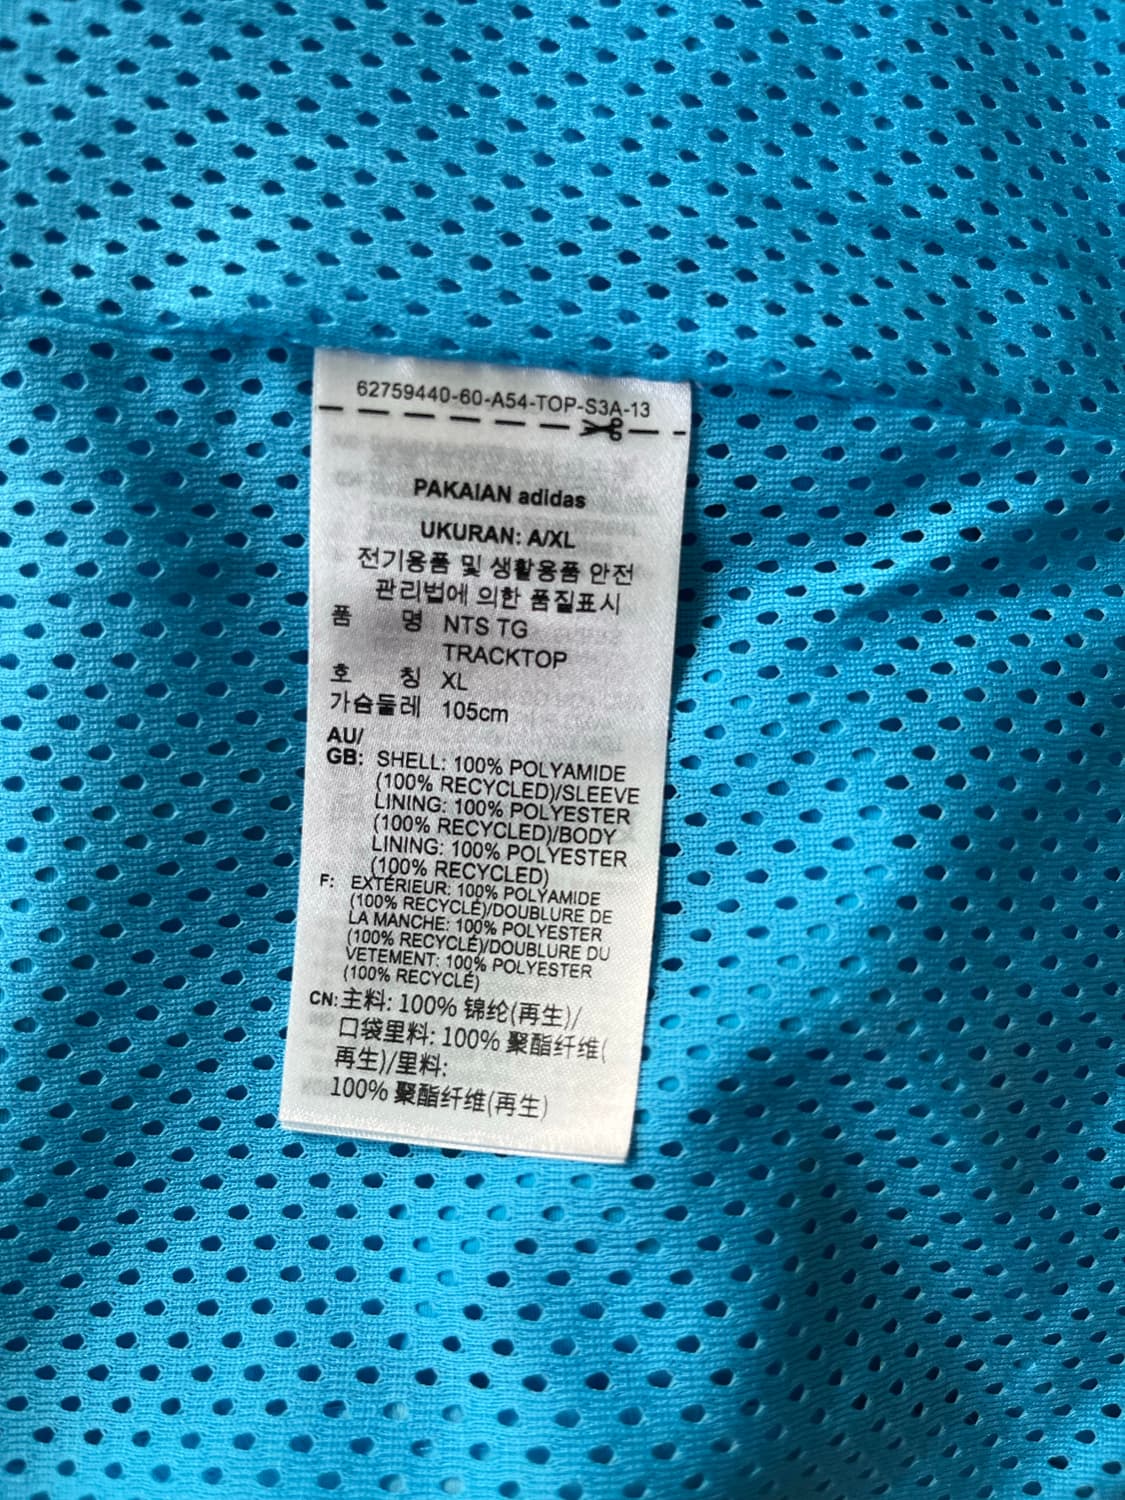 62759440-60-A54-TOP-S3A-13
PAKAIAN adidas
UKURAN: A/XL
전기용품 및 생활용품 안전
관리법에 의한 품질표시
품 명 NTS TG
TRACKTOP
호 칭 XL
가슴둘레 105cm
AU/
GB: SHELL: 100% POLYAMIDE
(100% RECYCLED)/SLEEVE
LINING: 100% POLYESTER
(100% RECYCLED)/BODY
LINING: 100% POLYESTER
(100% RECYCLED)
F: EXTÉRIEUR: 100% POLYAMIDE
(100% RECYCLÉ)/DOUBLURE DE
LA MANCHE: 100% POLYESTER
(100% RECYCLÉ)/DOUBLURE DU
VETEMENT: 100% POLYESTER
(100% RECYCLÉ)
CN: 主料: 100% 锦纶(再生)/
口袋里料: 100% 聚酯纤维(
再生)/里料:
100% 聚酯纤维(再生)